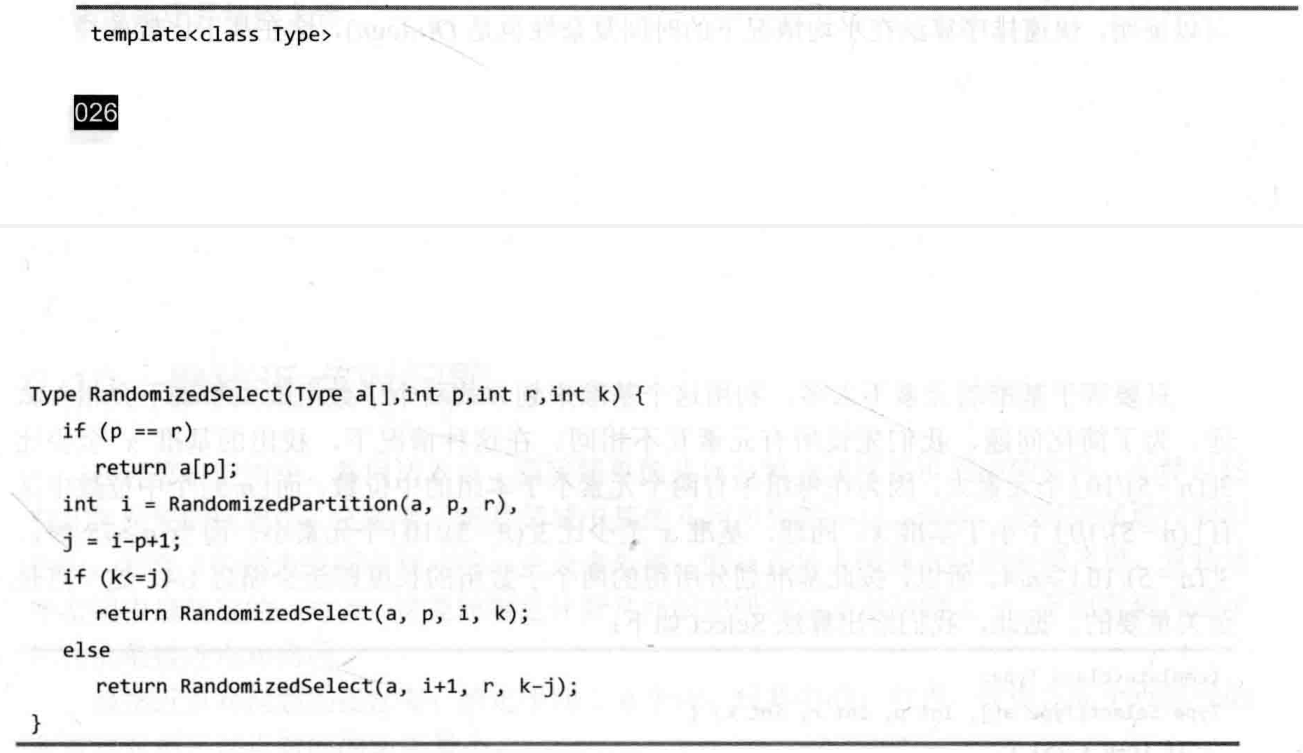 template<class Type>
026
Type RandomizedSelect(Type a[],int p,int r,int k) {
if (p == r)
return a[p];
int i = RandomizedPartition(a, p, r),
j = i-p+1;
if (k<=j)
return RandomizedSelect(a, p, i, k);
else
return RandomizedSelect(a, i+1, r, k-j);
}